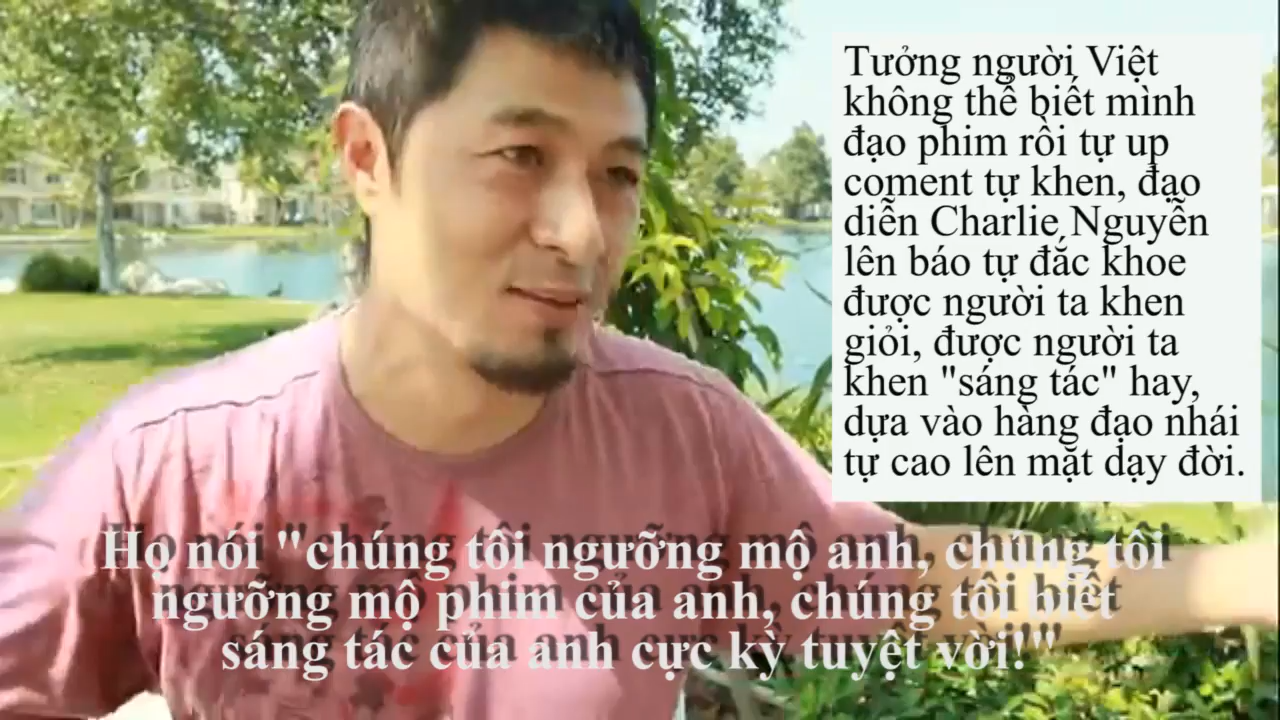 Tưởng người Việt
không thể biết mình
đạo phim rồi tự up
coment tự khen, đạo
diễn Charlie Nguyễn
lên báo tự đắc khoe
được người ta khen
giỏi, được người ta
khen "sáng tác" hay,
dựa vào hàng đạo nhái
tự cao lên mặt dạy đời.
Họ nói "chúng tôi ngưỡng mộ anh, chúng tôi
ngưỡng mộ phim của anh, chúng tôi biết
sáng tác của anh cực kỳ tuyệt vời!"